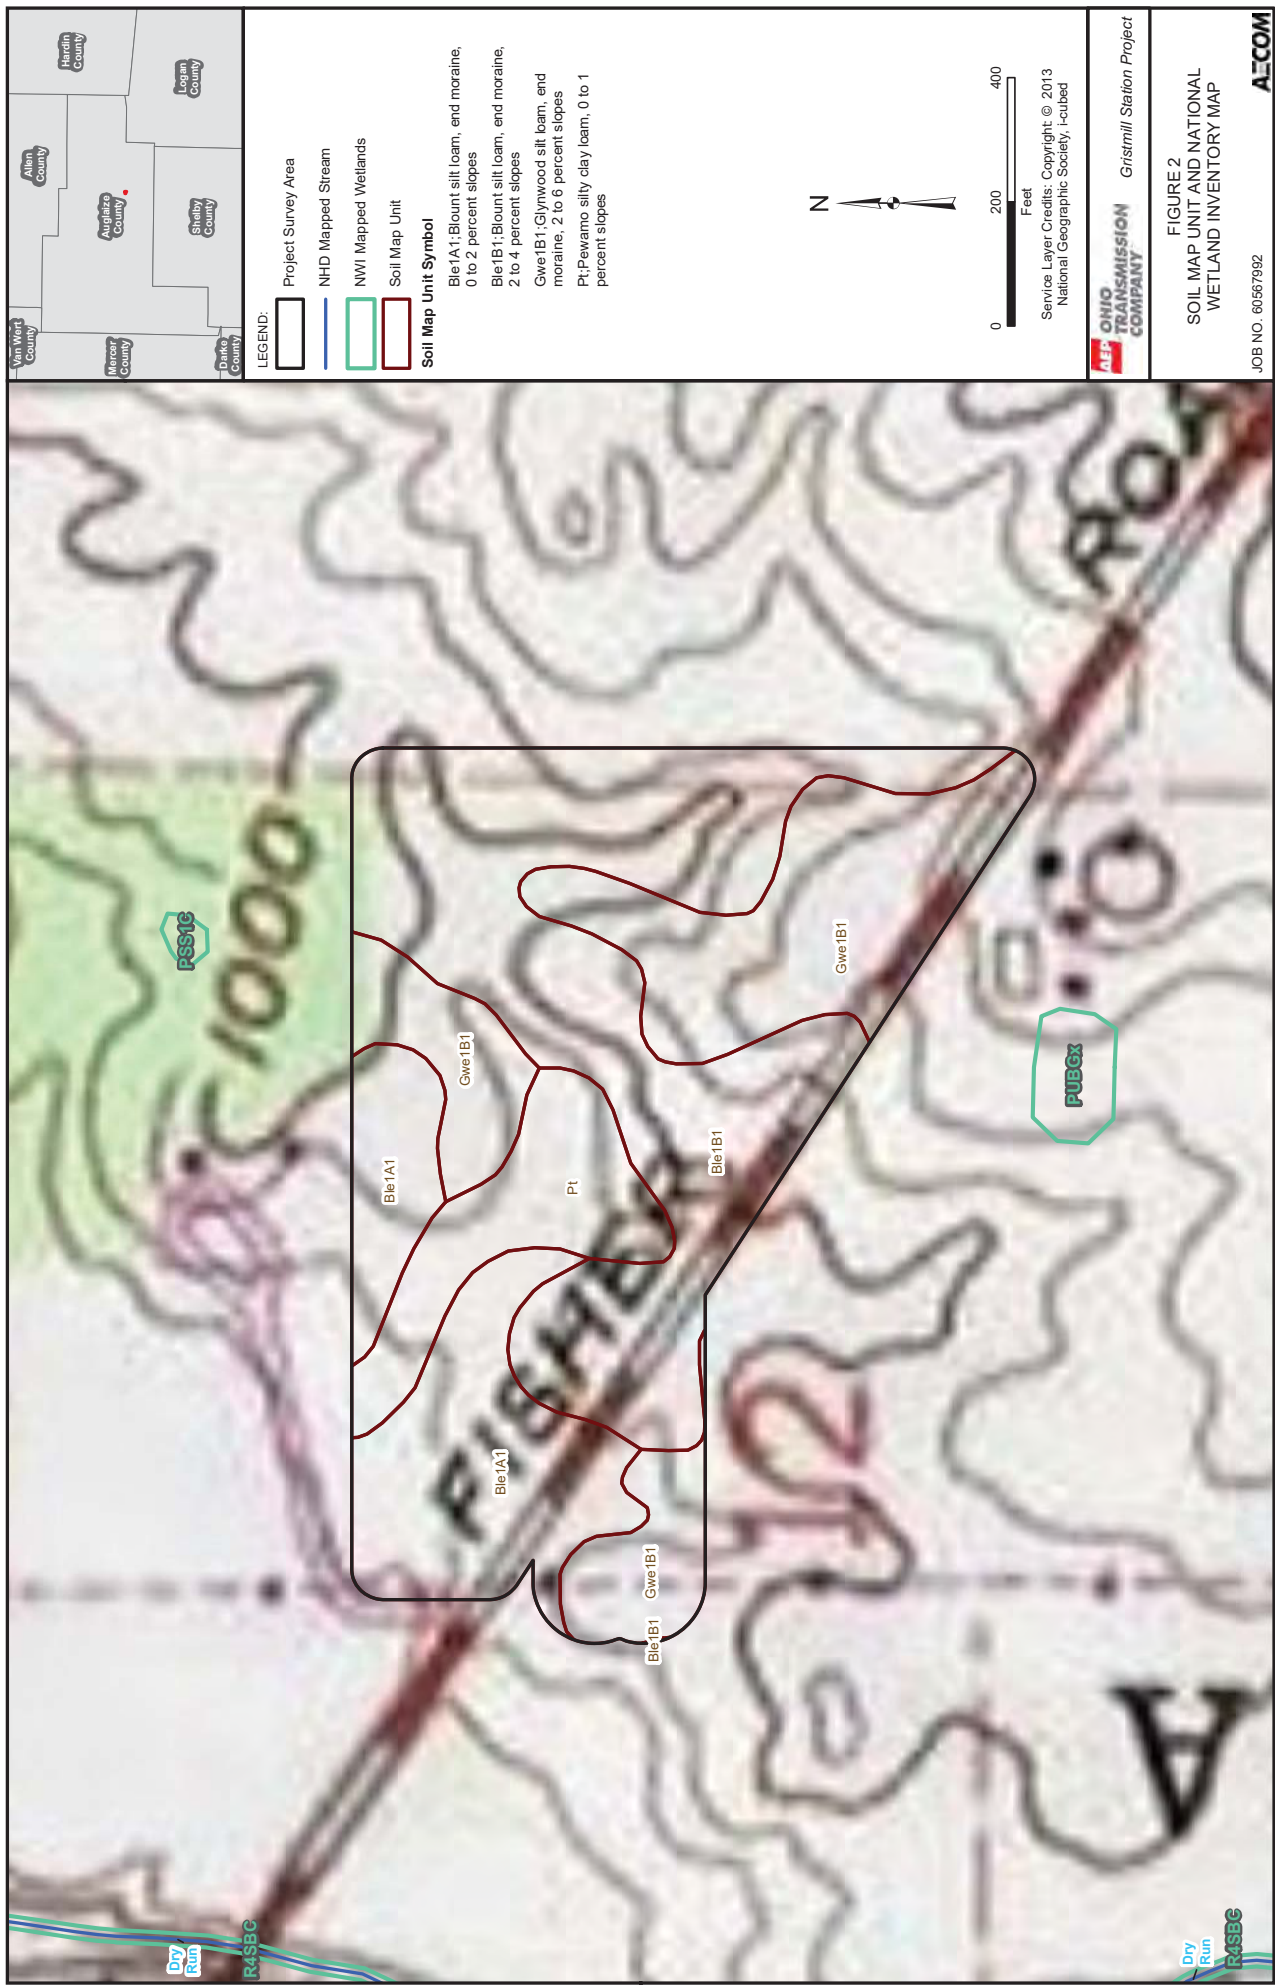 Van Wert
County
Allen
County
Hardin
County
Mercer
County
Auglaize
County
Logan
County
Darke
County
Shelby
County
LEGEND:
Project Survey Area
NHD Mapped Stream
NWI Mapped Wetlands
Soil Map Unit
Soil Map Unit Symbol
Ble1A1;Blount silt loam, end moraine,
0 to 2 percent slopes
Ble1B1;Blount silt loam, end moraine,
2 to 4 percent slopes
Gwe1B1;Glynwood silt loam, end
moraine, 2 to 6 percent slopes
Pt;Pewamo silty clay loam, 0 to 1
percent slopes
N
0 200 400
Feet
Service Layer Credits: Copyright: © 2013
National Geographic Society, i-cubed
AEP OHIO
TRANSMISSION
COMPANY
Gristmill Station Project
FIGURE 2
SOIL MAP UNIT AND NATIONAL
WETLAND INVENTORY MAP
JOB NO. 60567992
AECOM
Dry
Run
R4SBC
PSS1C
1000
Ble1A1
Gwe1B1
Ble1A1
Pt
FISHER
ROA
Ble1B1
Gwe1B1
Gwe1B1
Ble1B1
12
PUBGx
A
Dry
Run
R4SBC